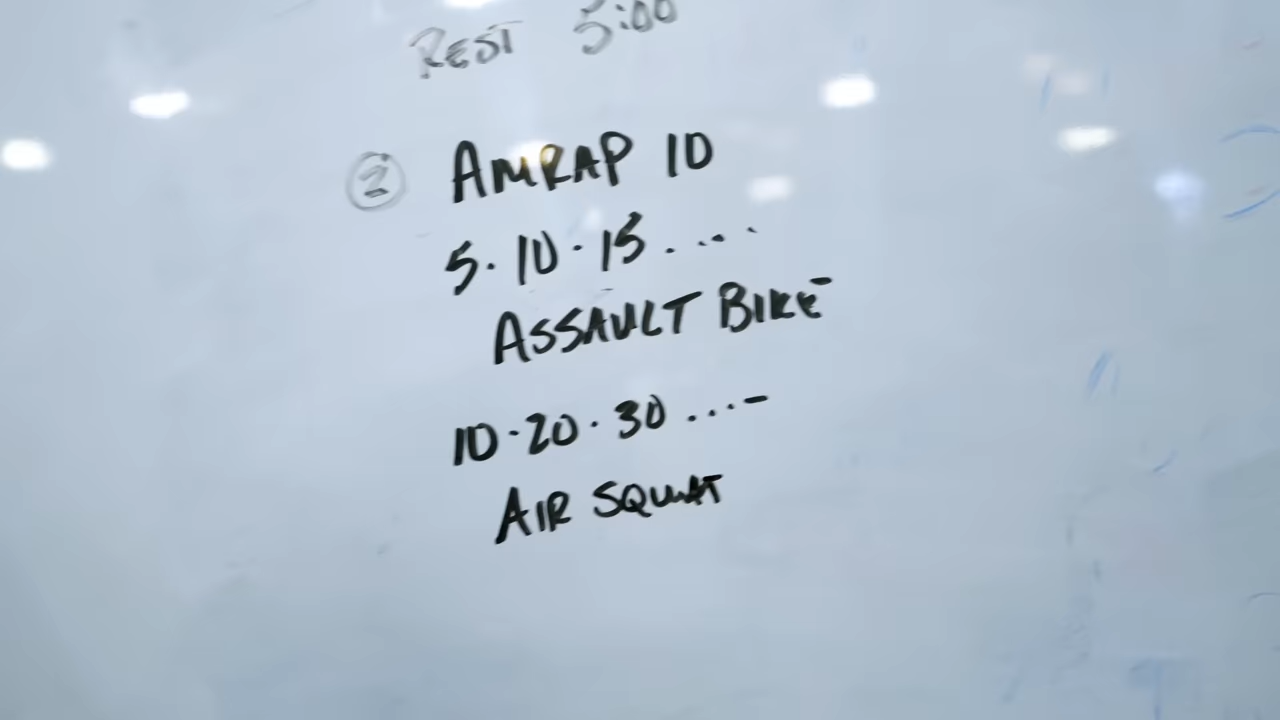 REST 5:00
2 AMRAP 10
5·10·15....
ASSAULT BIKE
10·20·30....
AIR SQUAT